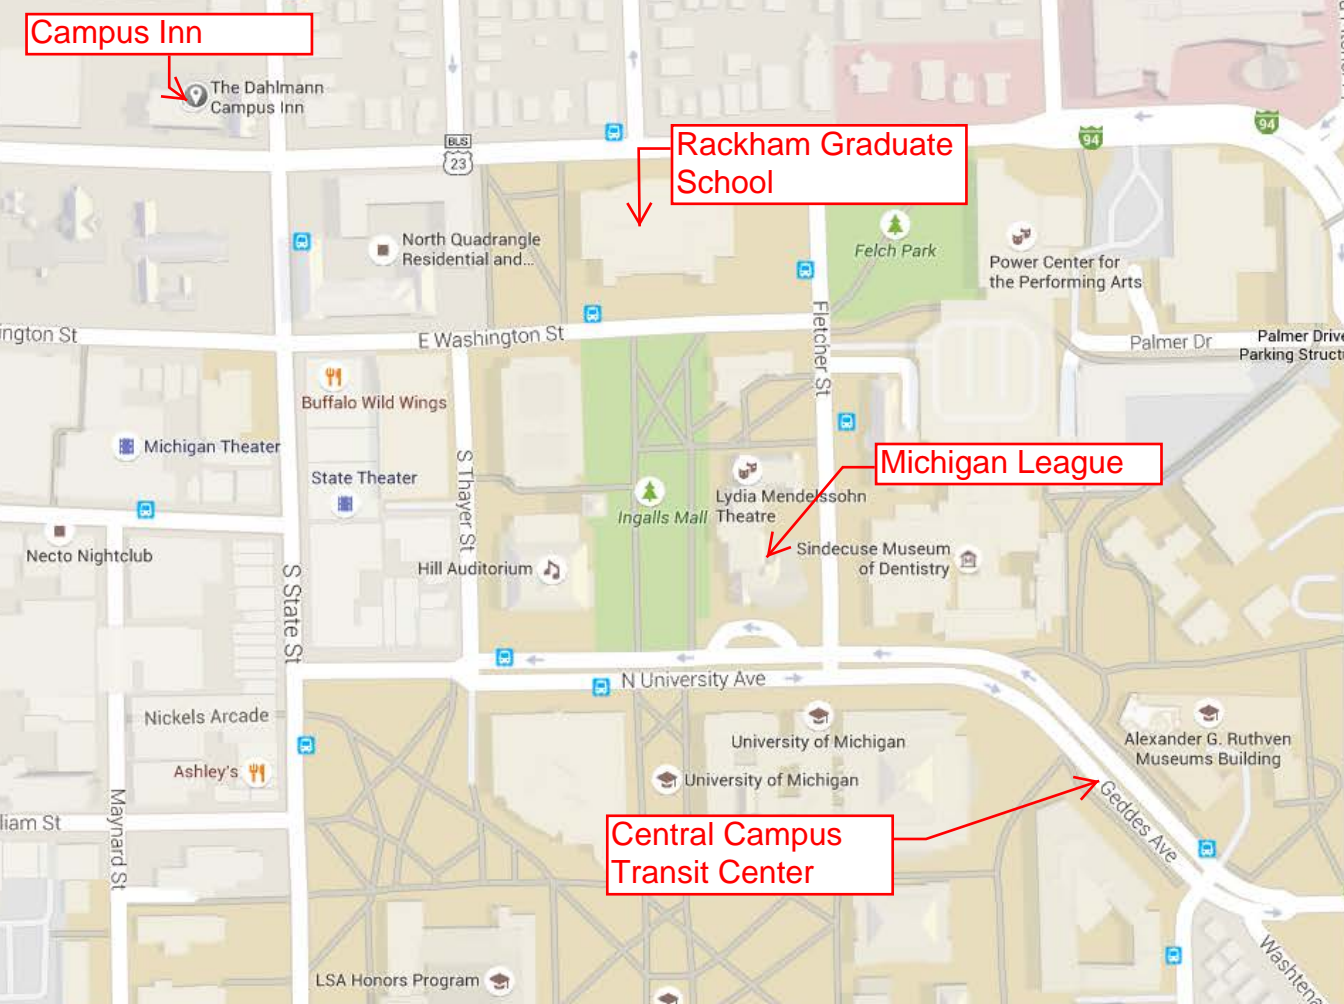 Campus Inn
The Dahlmann
Campus Inn
BUS
23
94
94
Rackham Graduate
School
North Quadrangle
Residential and...
Felch Park
Power Center for
the Performing Arts
ington St
E Washington St
Fletcher St
Palmer Dr
Palmer Drive
Parking Struct
Buffalo Wild Wings
Michigan Theater
State Theater
S Thayer St
Michigan League
Lydia Mendelssohn
Theatre
Ingalls Mall
Necto Nightclub
Hill Auditorium
Sindecuse Museum
of Dentistry
S State St
N University Ave
Nickels Arcade
University of Michigan
Alexander G. Ruthven
Museums Building
Ashley's
University of Michigan
liam St
Maynard St
Geddes Ave
Central Campus
Transit Center
Washtena
LSA Honors Program